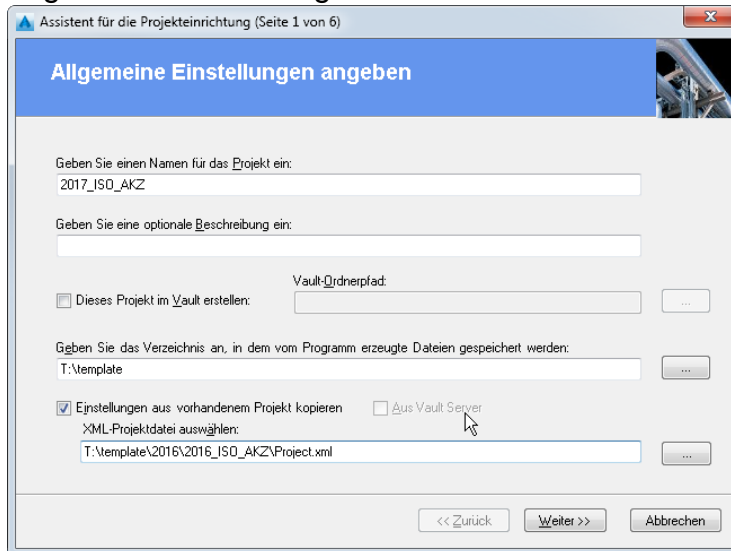 Assistent für die Projekteinrichtung (Seite 1 von 6)
Allgemeine Einstellungen angeben
Geben Sie einen Namen für das Projekt ein:
2017_ISO_AKZ
Geben Sie eine optionale Beschreibung ein:
Vault-Ordnerpfad:
Dieses Projekt im Vault erstellen:
...
Geben Sie das Verzeichnis an, in dem vom Programm erzeugte Dateien gespeichert werden:
T:\template
...
Einstellungen aus vorhandenem Projekt kopieren Aus Vault Server
XML-Projektdatei auswählen:
T:\template\2016\2016_ISO_AKZ\Project.xml
...
<< Zurück Weiter >> Abbrechen